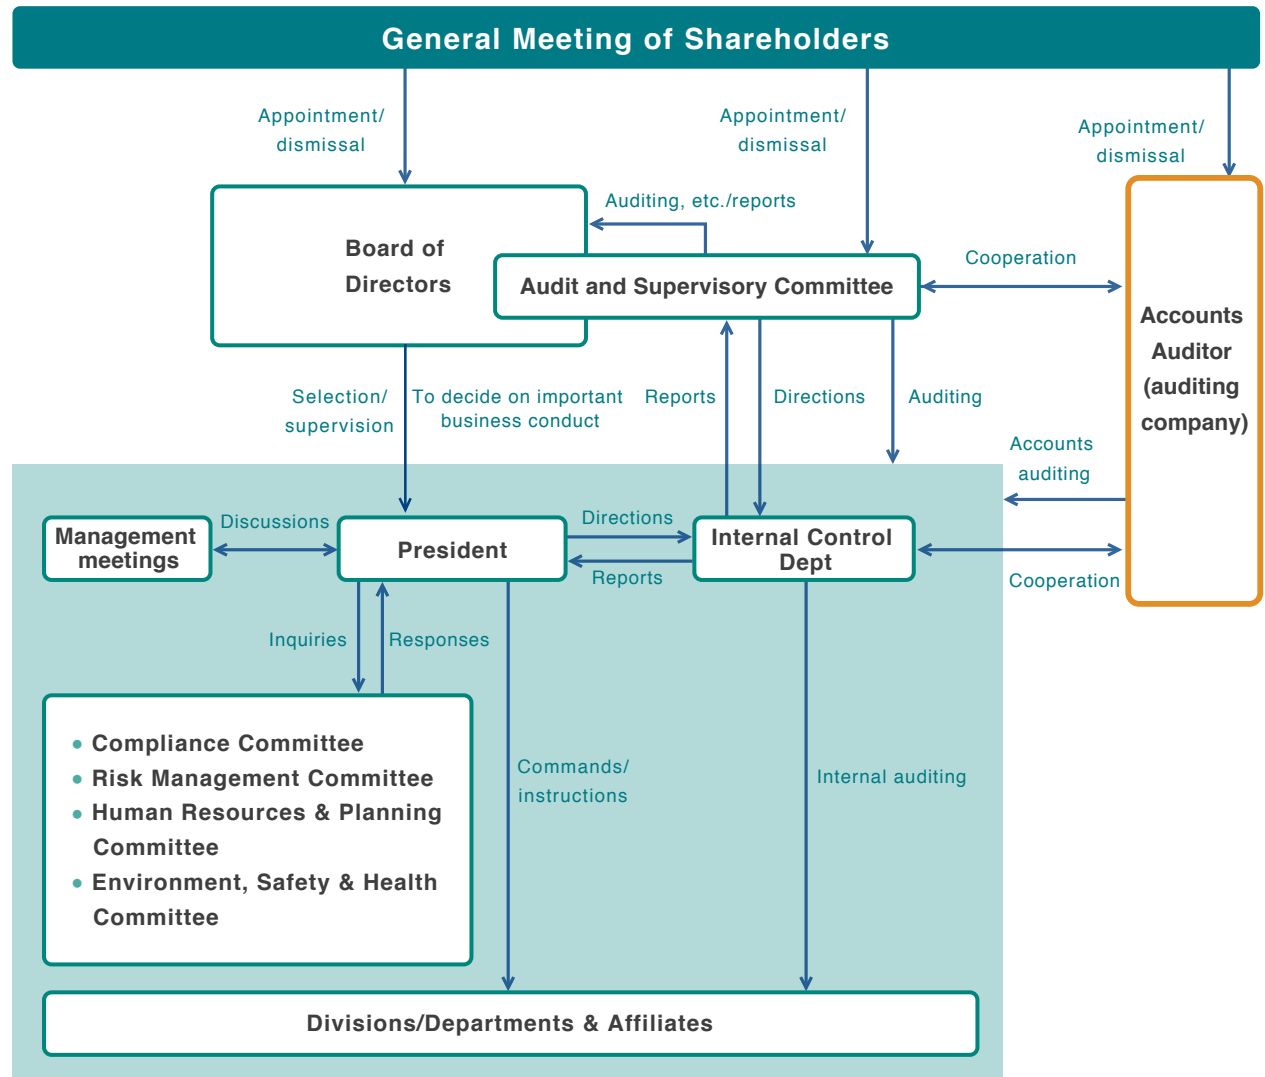 General Meeting of Shareholders
Appointment/
dismissal
Appointment/
dismissal
Appointment/
dismissal
Auditing, etc./reports
Board of
Directors
Audit and Supervisory Committee
Cooperation
Accounts
Auditor
(auditing
company)
Selection/
supervision
To decide on important
business conduct
Reports
Directions
Auditing
Accounts
auditing
Management
meetings
Discussions
President
Directions
Reports
Internal Control
Dept
Cooperation
Inquiries
Responses
• Compliance Committee
• Risk Management Committee
• Human Resources & Planning
Committee
• Environment, Safety & Health
Committee
Commands/
instructions
Internal auditing
Divisions/Departments & Affiliates